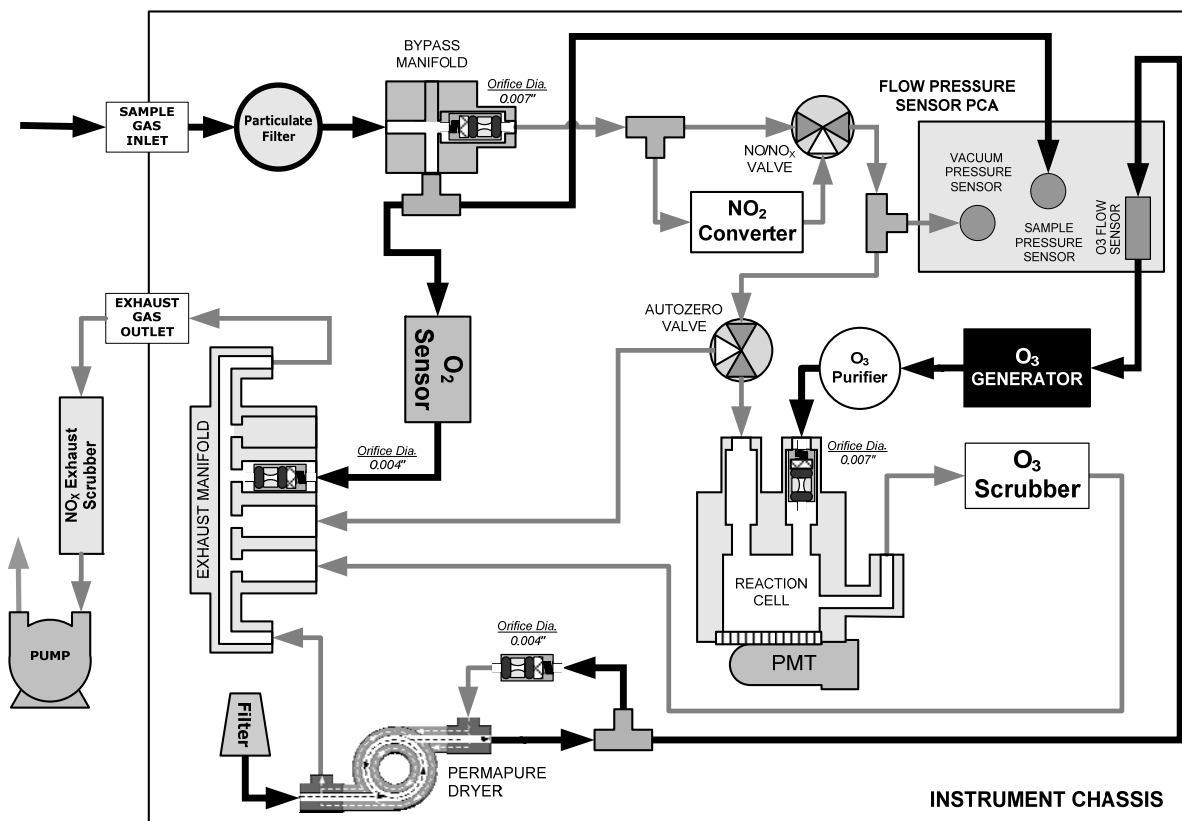 BYPASS
MANIFOLD
Orifice Dia.
0.007"
SAMPLE
GAS
INLET
Particulate
Filter
FLOW PRESSURE
SENSOR PCA
NO/NOX
VALVE
VACUUM
PRESSURE
SENSOR
SAMPLE
PRESSURE
SENSOR
O3 FLOW
SENSOR
NO2
Converter
EXHAUST
GAS
OUTLET
O2
Sensor
AUTOZERO
VALVE
O3
Purifier
O3
GENERATOR
NOX Exhaust
Scrubber
EXHAUST MANIFOLD
Orifice Dia.
0.004"
Orifice Dia.
0.007"
O3
Scrubber
REACTION
CELL
PUMP
Orifice Dia.
0.004"
PMT
Filter
PERMAPURE
DRYER
INSTRUMENT CHASSIS